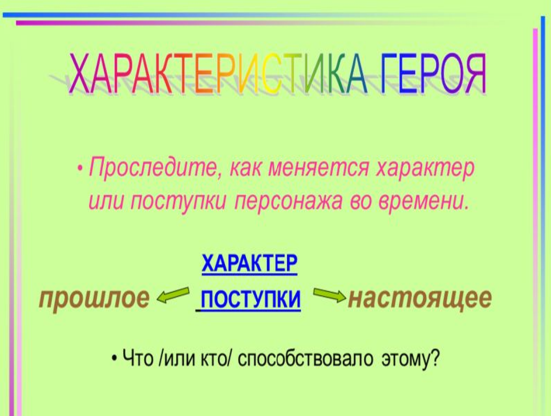 ХАРАКТЕРИСТИКА ГЕРОЯ
• Проследите, как меняется характер
или поступки персонажа во времени.
ХАРАКТЕР
прошлое ПОСТУПКИ настоящее
• Что /или кто/ способствовало этому?